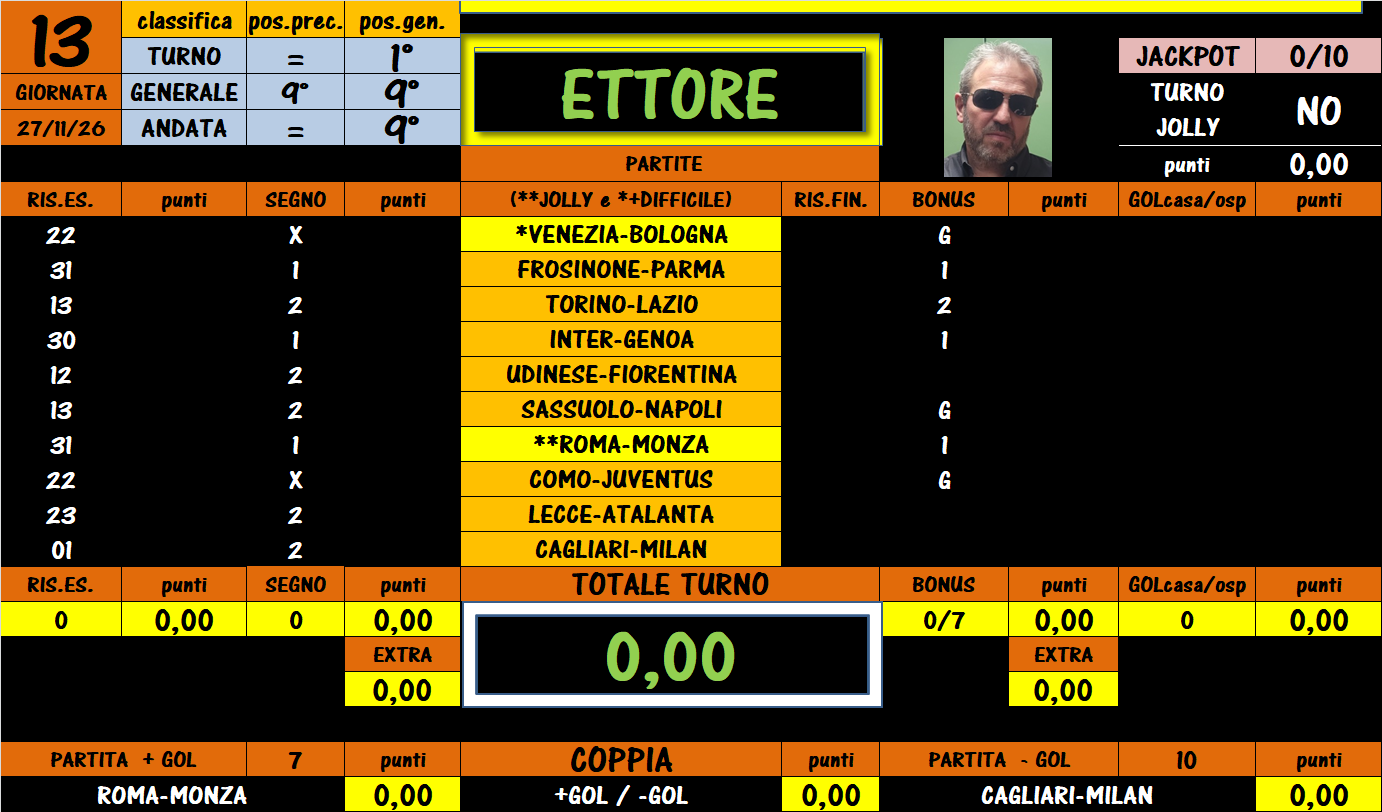 13 classifica pos.prec. pos.gen.
TURNO = 1°
ETTORE
JACKPOT 0/10
GIORNATA GENERALE 9° 9°
TURNO JOLLY NO
27/11/26 ANDATA = 9°
PARTITE
punti 0,00
RIS.ES. punti SEGNO punti (**JOLLY e *+DIFFICILE) RIS.FIN. BONUS punti GOLcasa/osp punti
22 X *VENEZIA-BOLOGNA G
31 1 FROSINONE-PARMA 1
13 2 TORINO-LAZIO 2
30 1 INTER-GENOA 1
12 2 UDINESE-FIORENTINA
13 2 SASSUOLO-NAPOLI G
31 1 **ROMA-MONZA 1
22 X COMO-JUVENTUS G
23 2 LECCE-ATALANTA
01 2 CAGLIARI-MILAN
RIS.ES. punti SEGNO punti TOTALE TURNO BONUS punti GOLcasa/osp punti
0 0,00 0 0,00 0,00 0/7 0,00 0 0,00
EXTRA EXTRA
0,00 0,00
PARTITA + GOL 7 punti COPPIA punti PARTITA - GOL 10 punti
ROMA-MONZA 0,00 +GOL / -GOL 0,00 CAGLIARI-MILAN 0,00